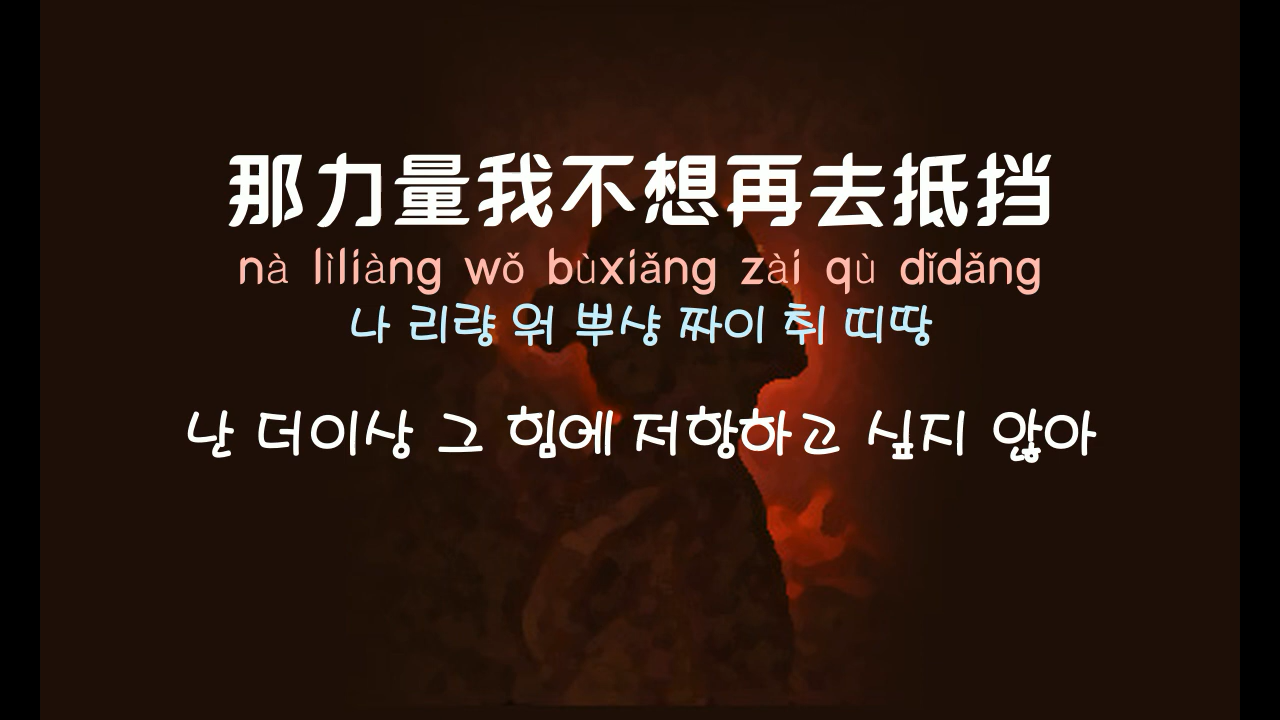 那力量我不想再去抵挡
nà lìliàng wǒ bùxiǎng zài qù dǐdǎng
나 리량 워 뿌샹 짜이 취 띠땅
난 더이상 그 힘에 저항하고 싶지 않아